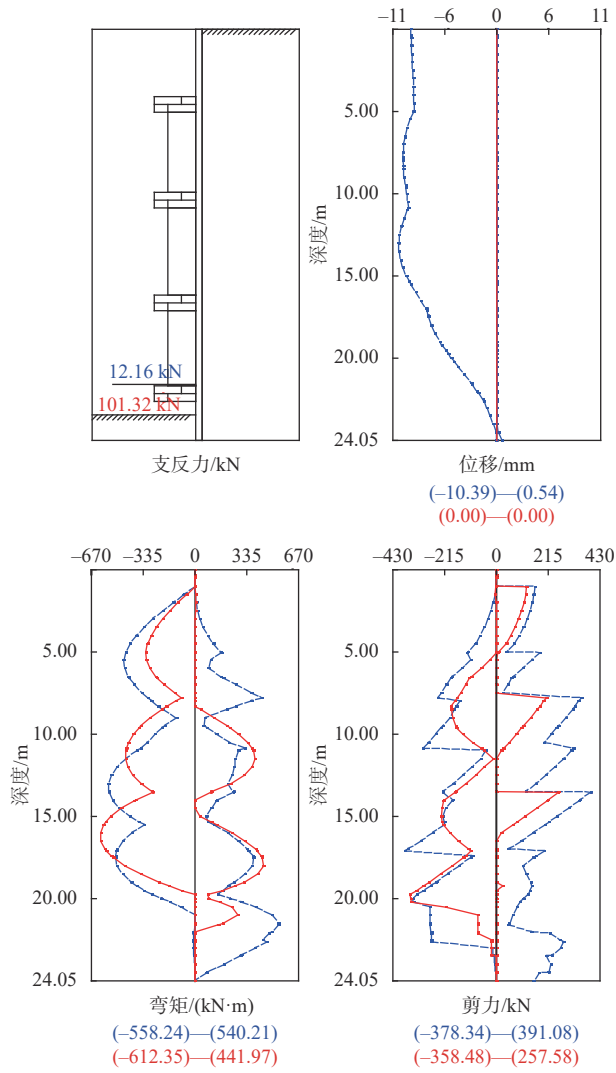 –11 –6 0 6 11
5.00
10.00
深度/m
15.00
20.00
24.05
12.16 kN
101.32 kN
支反力/kN
位移/mm
(–10.39)—(0.54)
(0.00)—(0.00)
–670 –335 0 335 670
5.00
10.00
深度/m
15.00
20.00
24.05
弯矩/(kN·m)
(–558.24)—(540.21)
(–612.35)—(441.97)
–430 –215 0 215 430
5.00
10.00
深度/m
15.00
20.00
24.05
剪力/kN
(–378.34)—(391.08)
(–358.48)—(257.58)